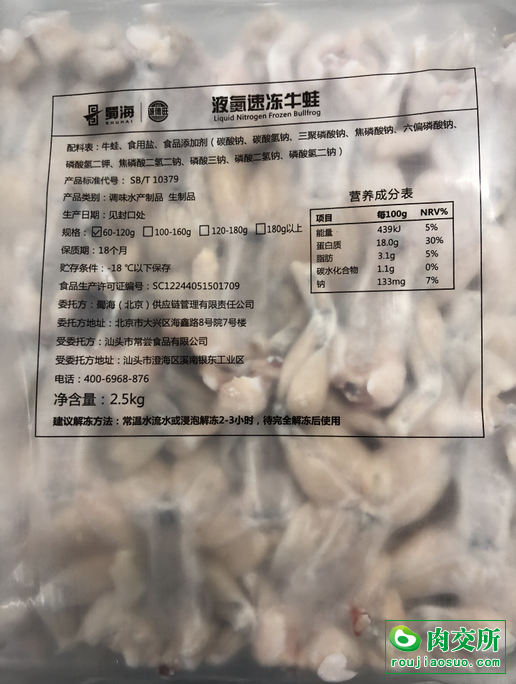 蜀海
SHUHAI
液氮速冻牛蛙
Liquid Nitrogen Frozen Bullfrog
配料表：牛蛙、食用盐、食品添加剂（碳酸钠、碳酸氢钠、三聚磷酸钠、焦磷酸钠、六偏磷酸钠、
磷酸氢二钾、焦磷酸二氢二钠、磷酸三钠、磷酸二氢钠、磷酸氢二钠）
产品标准代号： SB/T 10379
产品类别：调味水产制品 生制品
生产日期：见封口处
规格：☑60-120g □100-160g □120-180g □180g以上
保质期：18个月
贮存条件：-18 ℃以下保存
食品生产许可证编号：SC12244051501709
委托方：蜀海（北京）供应链管理有限责任公司
委托方地址：北京市大兴区海鑫路8号院7号楼
受委托方：汕头市常尝食品有限公司
受委托方地址：汕头市澄海区溪南银东工业区
电话：400-6968-876
净含量：2.5kg
建议解冻方法：常温水流水或浸泡解冻2-3小时，待完全解冻后使用
营养成分表
项目 每100g NRV%
能量 439kJ 5%
蛋白质 18.0g 30%
脂肪 3.1g 5%
碳水化合物 1.1g 0%
钠 133mg 7%
肉交所
roujiaosuo.com